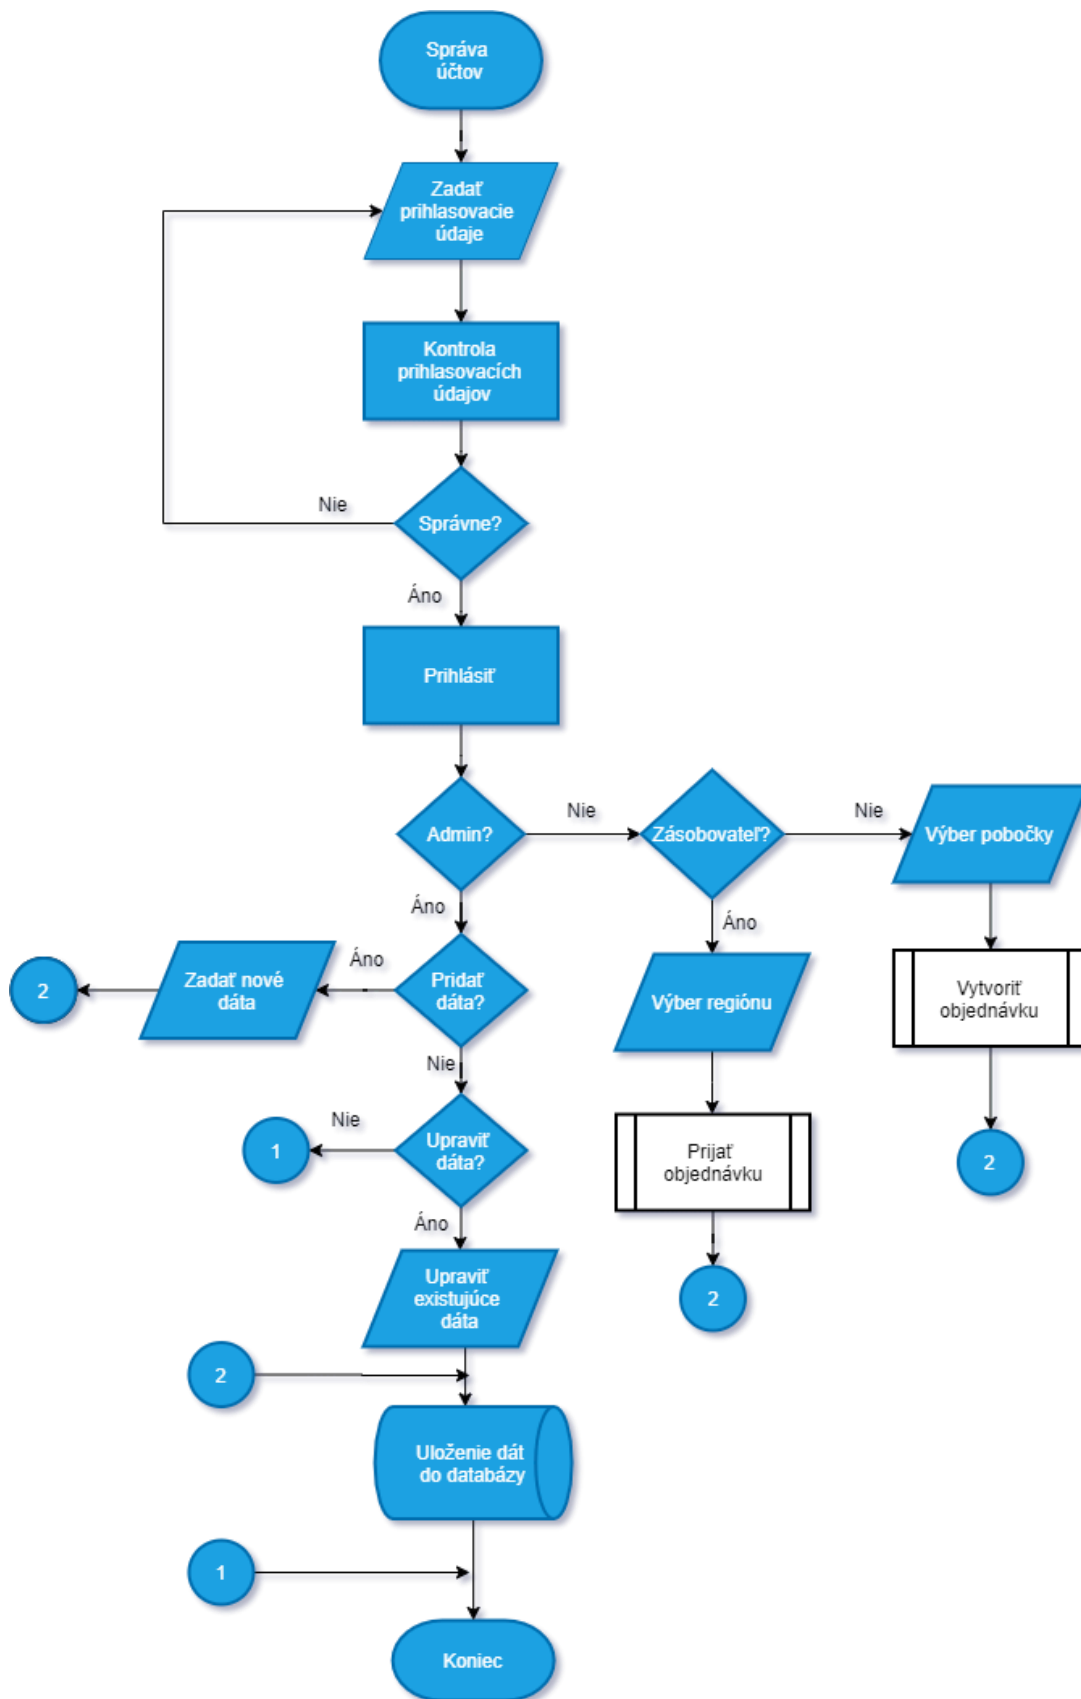 Správa
účtov
Zadať
prihlasovacie
údaje
Kontrola
prihlasovacích
údajov
Nie
Správne?
Áno
Prihlásiť
Admin?
Nie
Zásobovateľ?
Nie
Výber pobočky
Áno
Áno
Vytvoriť
objednávku
2
Zadať nové
dáta
Áno
Pridať
dáta?
Výber regiónu
Nie
1
Nie
Upraviť
dáta?
Prijať
objednávku
2
Áno
Upraviť
existujúce
dáta
2
2
Uloženie dát
do databázy
1
Koniec